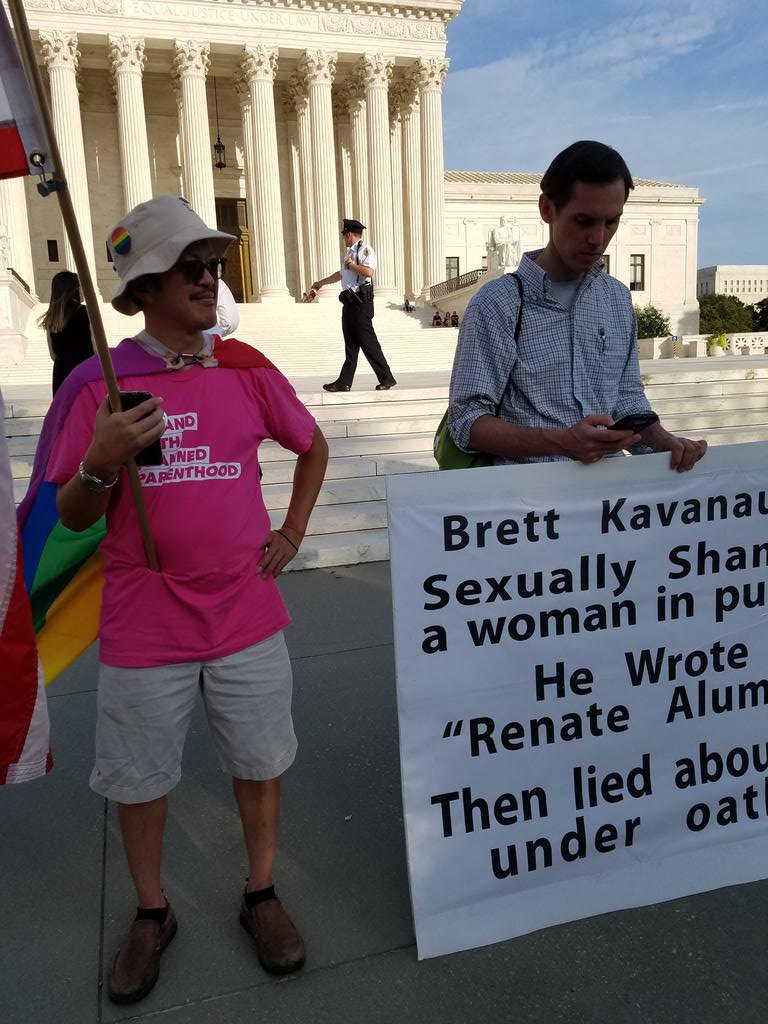 EQUAL JUSTICE UNDER LAW
AND
TH
NNED
PARENTHOOD
Brett Kavanau
Sexually Sham
a woman in pu
He Wrote
"Renate Alum
Then lied abou
under oat